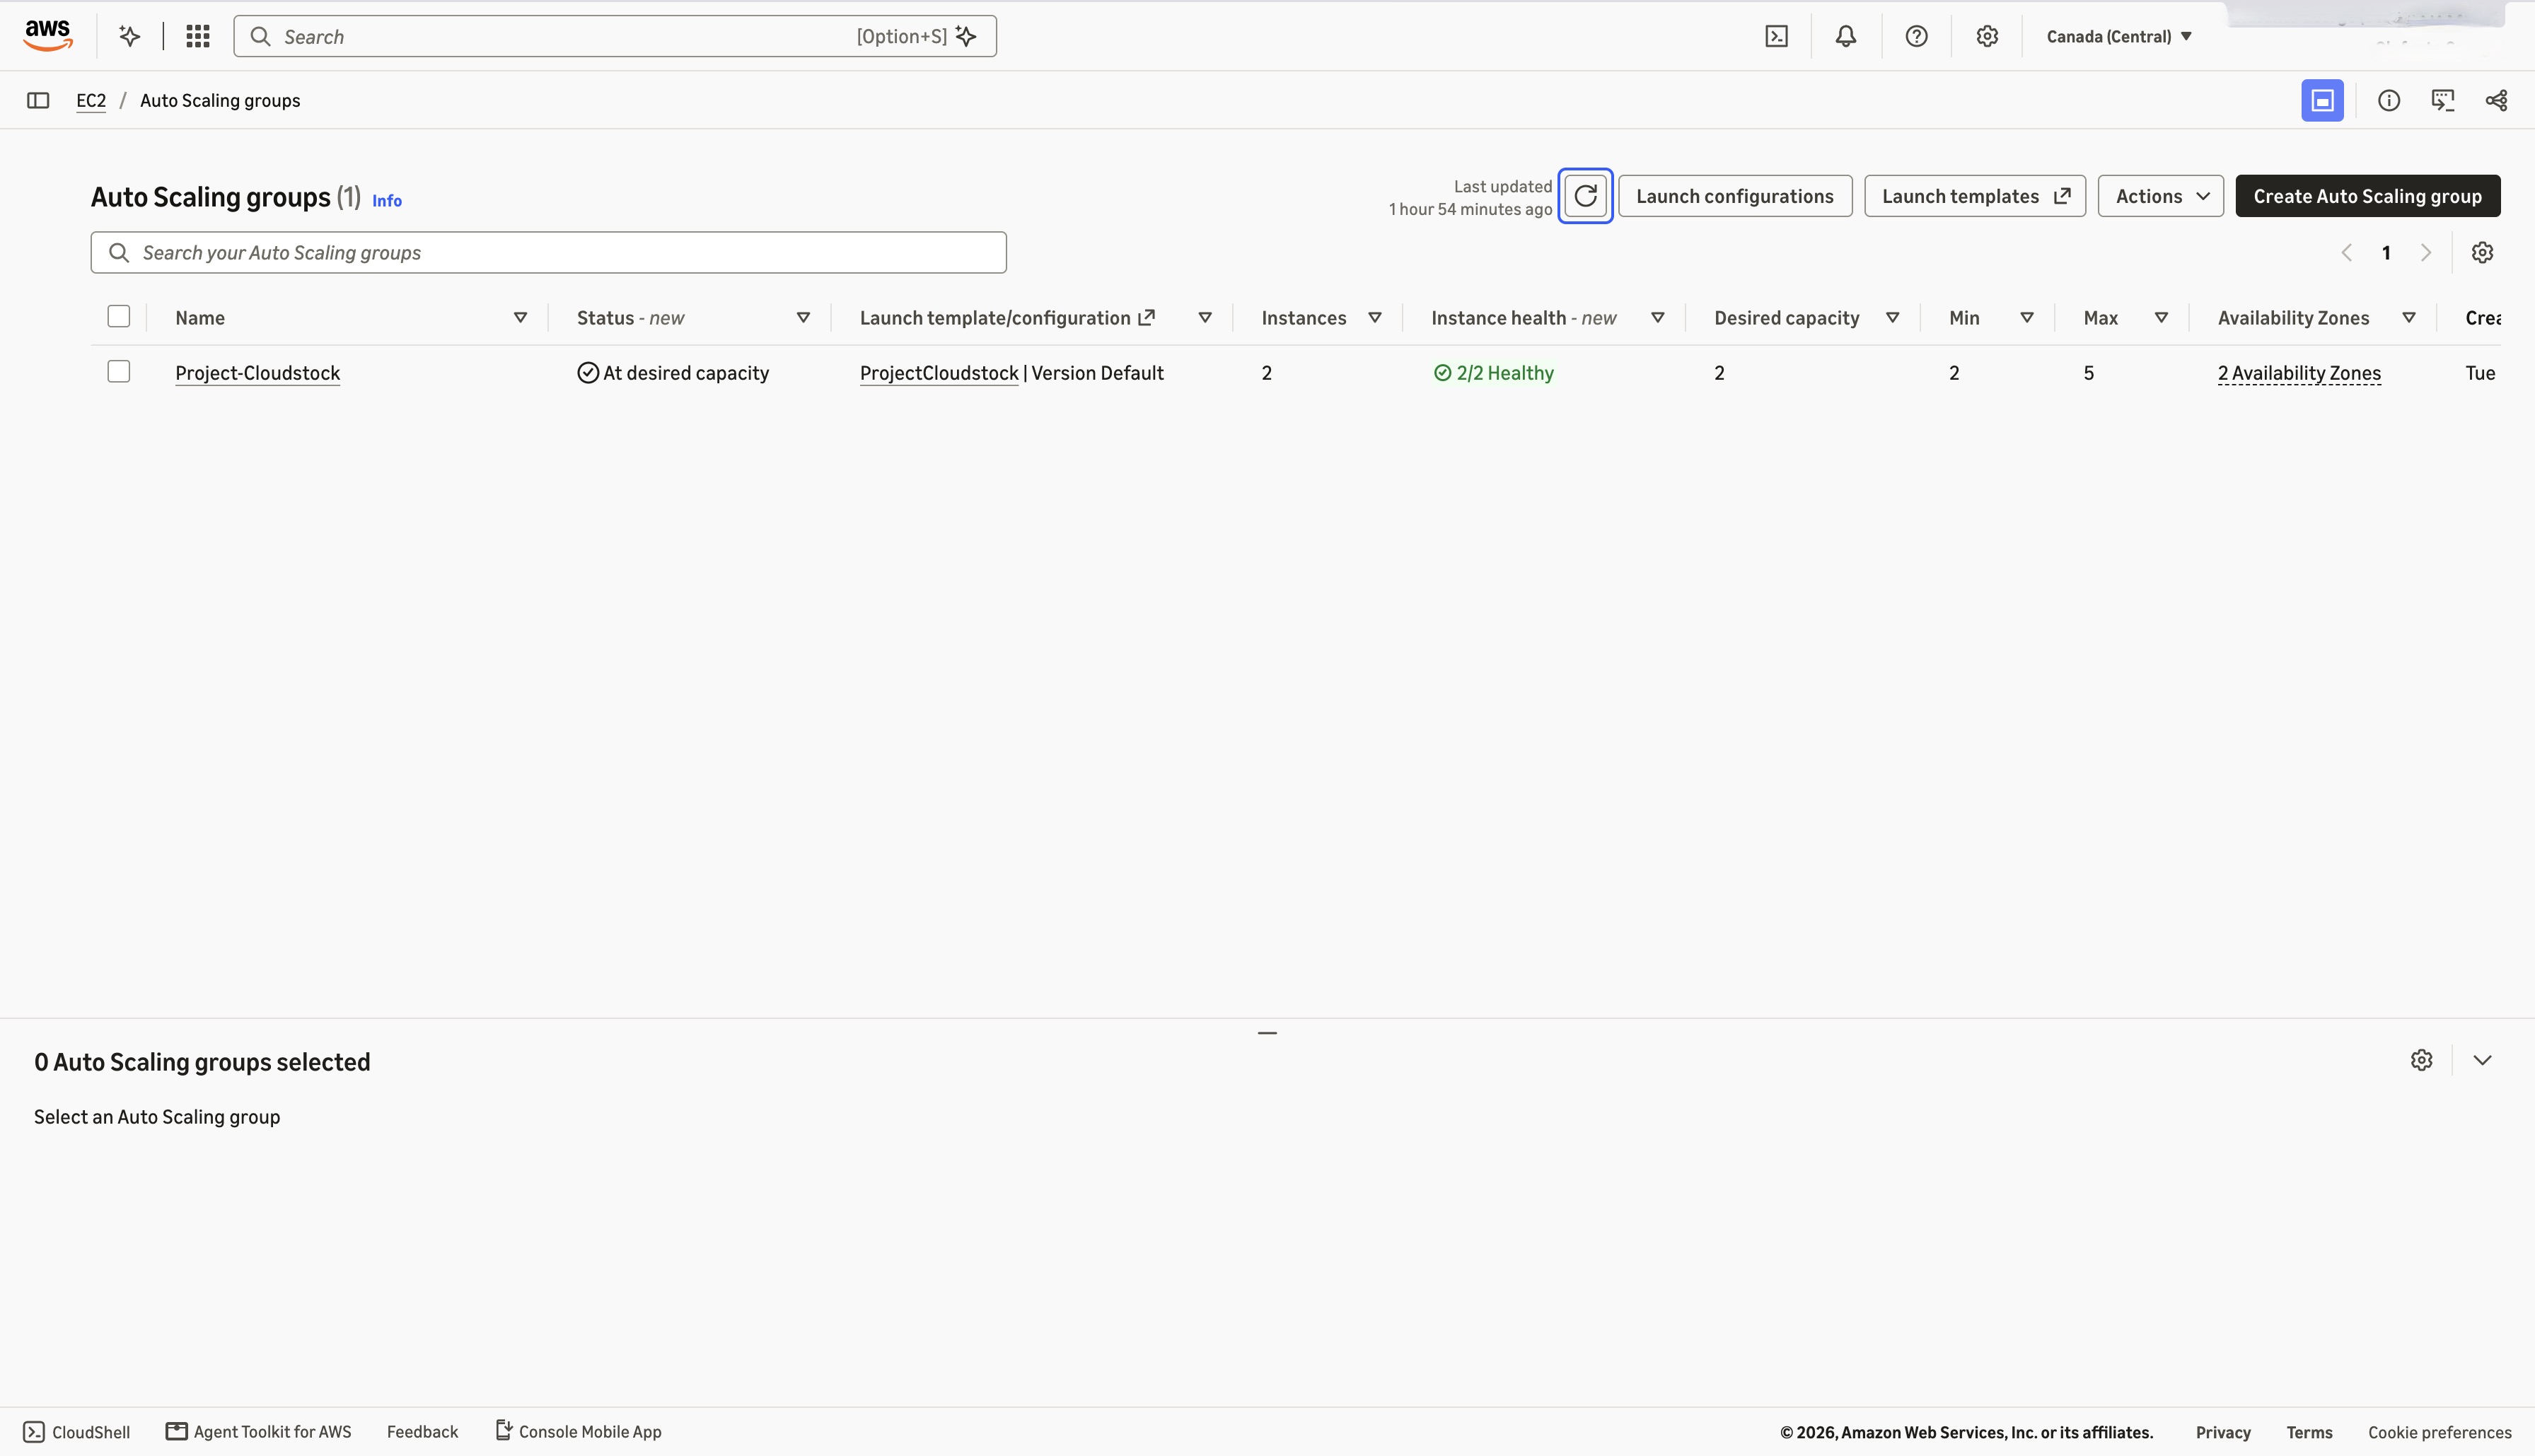 aws
Search [Option+S]
Canada (Central)
EC2 / Auto Scaling groups
Auto Scaling groups (1) Info
Last updated
1 hour 54 minutes ago
Launch configurations
Launch templates
Actions
Create Auto Scaling group
Search your Auto Scaling groups
1
Name Status - new Launch template/configuration Instances Instance health - new Desired capacity Min Max Availability Zones Crea
Project-Cloudstock At desired capacity ProjectCloudstock | Version Default 2 2/2 Healthy 2 2 5 2 Availability Zones Tue
0 Auto Scaling groups selected
Select an Auto Scaling group
CloudShell Agent Toolkit for AWS Feedback Console Mobile App © 2026, Amazon Web Services, Inc. or its affiliates. Privacy Terms Cookie preferences